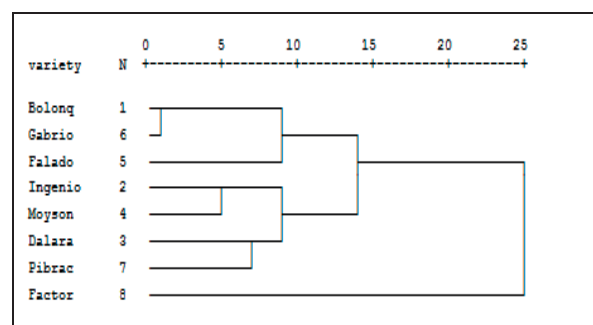 0 5 10 15 20 25
variety N +---------+---------+---------+---------+---------+
Bolonq 1
Gabrio 6
Falado 5
Ingenio 2
Moyson 4
Dalara 3
Pibrac 7
Factor 8